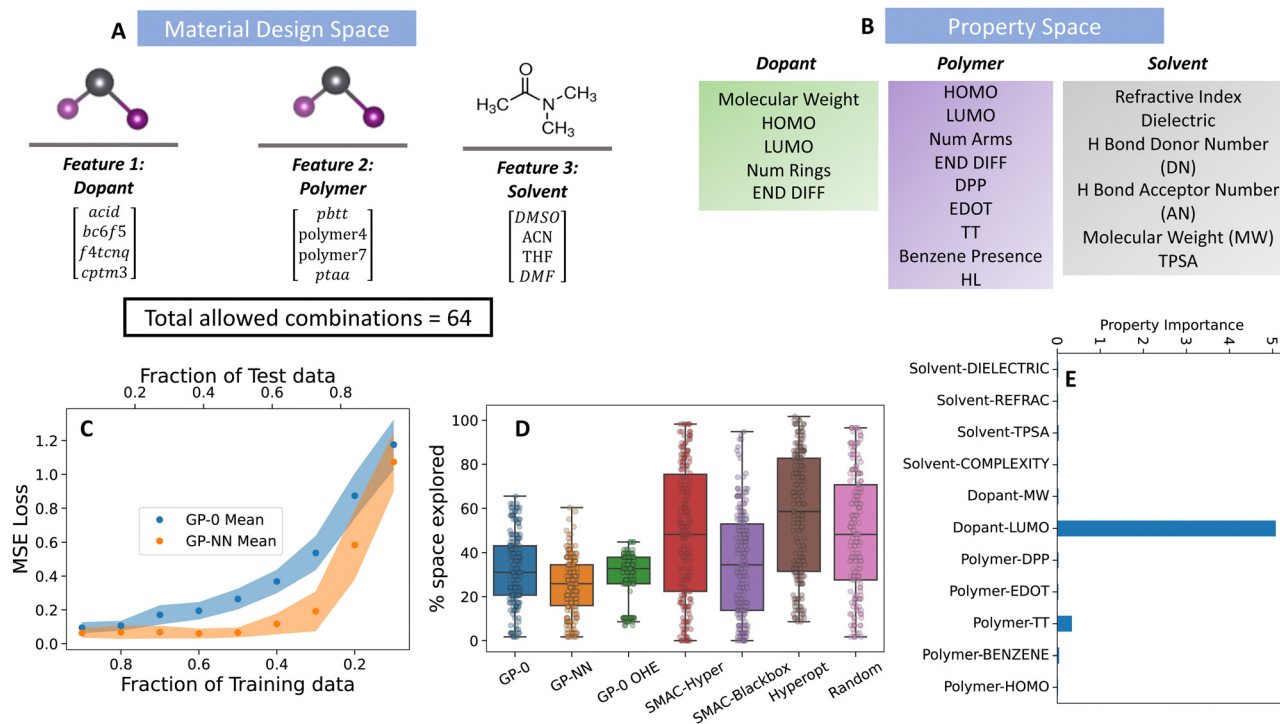 A
Material Design Space
O
H₃C
N
CH₃
CH₃
Feature 1:
Dopant
acid
bc6f5
f4tcnq
cptm3
Feature 2:
Polymer
pbtt
polymer4
polymer7
ptaa
Feature 3:
Solvent
DMSO
ACN
THF
DMF
Total allowed combinations = 64
B
Property Space
Dopant
Molecular Weight
HOMO
LUMO
Num Rings
END DIFF
Polymer
HOMO
LUMO
Num Arms
END DIFF
DPP
EDOT
TT
Benzene Presence
HL
Solvent
Refractive Index
Dielectric
H Bond Donor Number
(DN)
H Bond Acceptor Number
(AN)
Molecular Weight (MW)
TPSA
Fraction of Test data
0.2 0.4 0.6 0.8
C
MSE Loss
1.2
1.0
0.8
0.6
0.4
0.2
0.0
GP-0 Mean
GP-NN Mean
0.8 0.6 0.4 0.2
Fraction of Training data
D
% space explored
100
80
60
40
20
0
GP-0
GP-NN
GP-0 OHE
SMAC-Hyper
SMAC-Blackbox
Hyperopt
Random
Property Importance
0 1 2 3 4 5
E
Solvent-DIELECTRIC
Solvent-REFRAC
Solvent-TPSA
Solvent-COMPLEXITY
Dopant-MW
Dopant-LUMO
Polymer-DPP
Polymer-EDOT
Polymer-TT
Polymer-BENZENE
Polymer-HOMO